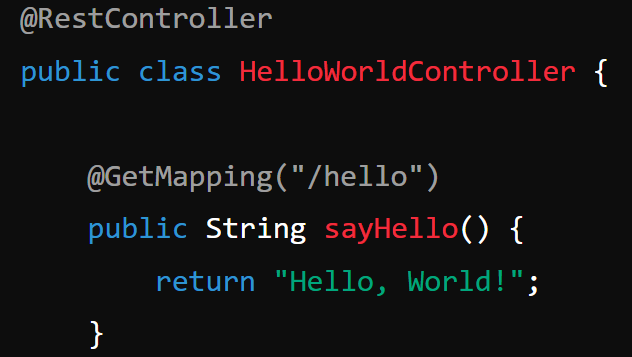 @RestController
public class HelloWorldController {
@GetMapping("/hello")
public String sayHello() {
return "Hello, World!";
}